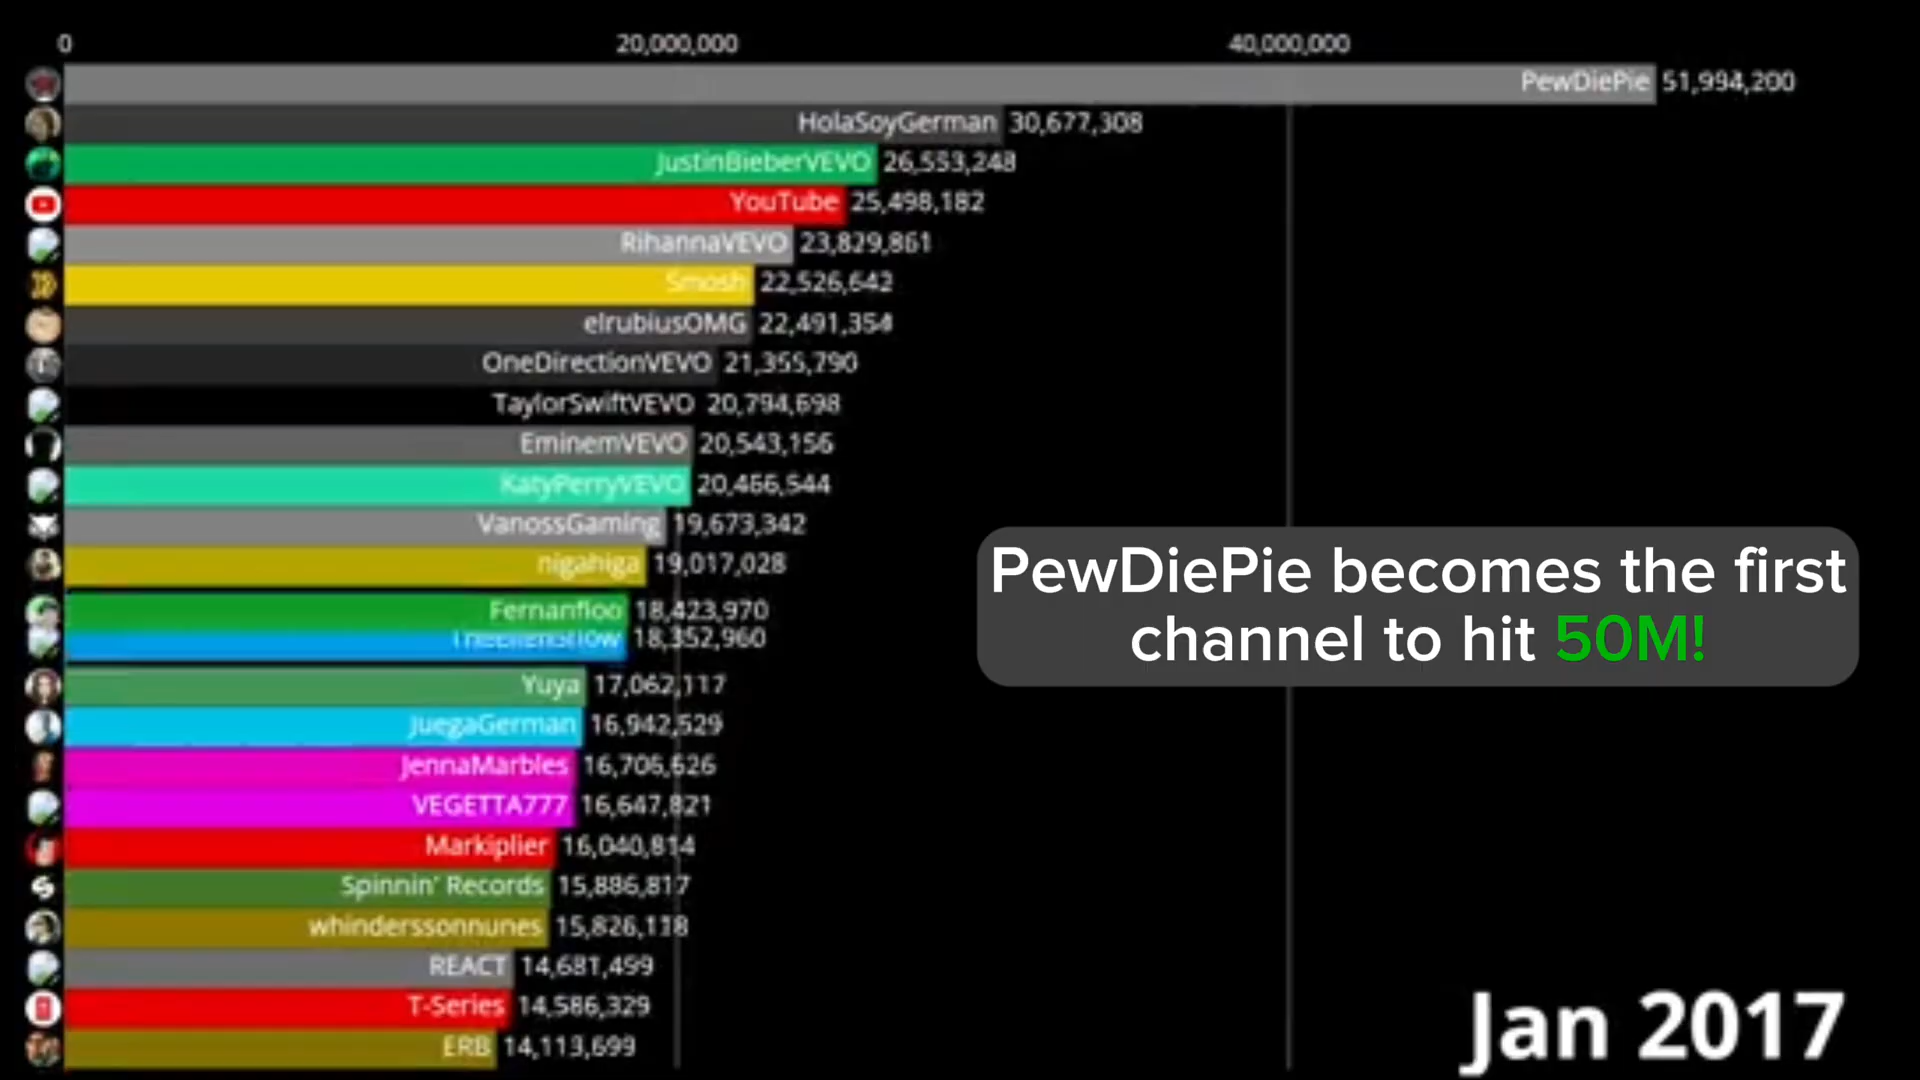 0 20,000,000 40,000,000
PewDiePie 51,994,200
HolaSoyGerman 30,677,308
JustinBieberVEVO 26,553,248
YouTube 25,498,182
RihannaVEVO 23,829,861
Smosh 22,526,642
elrubiusOMG 22,491,354
OneDirectionVEVO 21,355,790
TaylorSwiftVEVO 20,794,698
EminemVEVO 20,543,156
KatyPerryVEVO 20,466,544
VanossGaming 19,673,342
nigahiga 19,017,028
Fernanfloo 18,423,970
TheEllenShow 18,352,960
Yuya 17,062,117
JuegaGerman 16,942,529
JennaMarbles 16,706,626
VEGETTA777 16,647,821
Markiplier 16,040,814
Spinnin' Records 15,886,817
whinderssonnunes 15,826,118
REACT 14,681,499
T-Series 14,586,329
ERB 14,113,699
PewDiePie becomes the first
channel to hit 50M!
Jan 2017